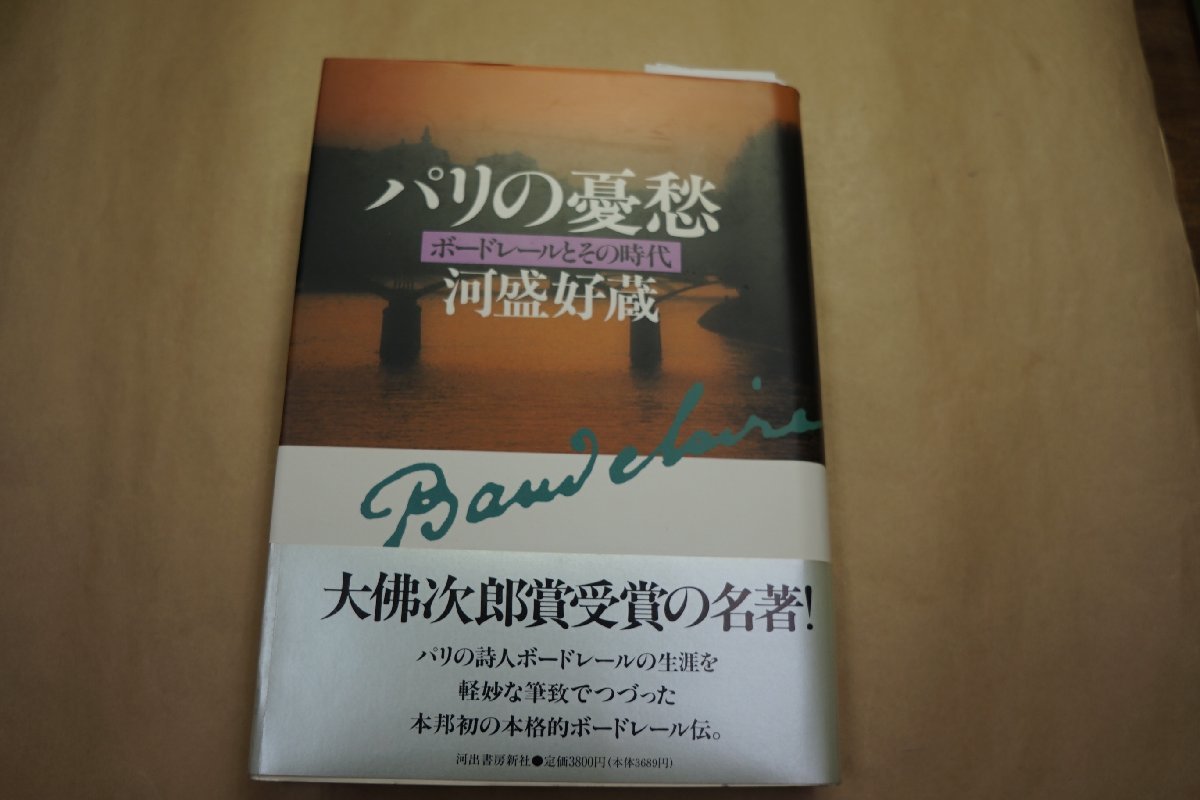 パリの憂愁
ボードレールとその時代
河盛好蔵
Baudelaire
大佛次郎賞受賞の名著!
パリの詩人ボードレールの生涯を
軽妙な筆致でつづった
本邦初の本格的ボードレール伝。
河出書房新社●定価3800円(本体3689円)